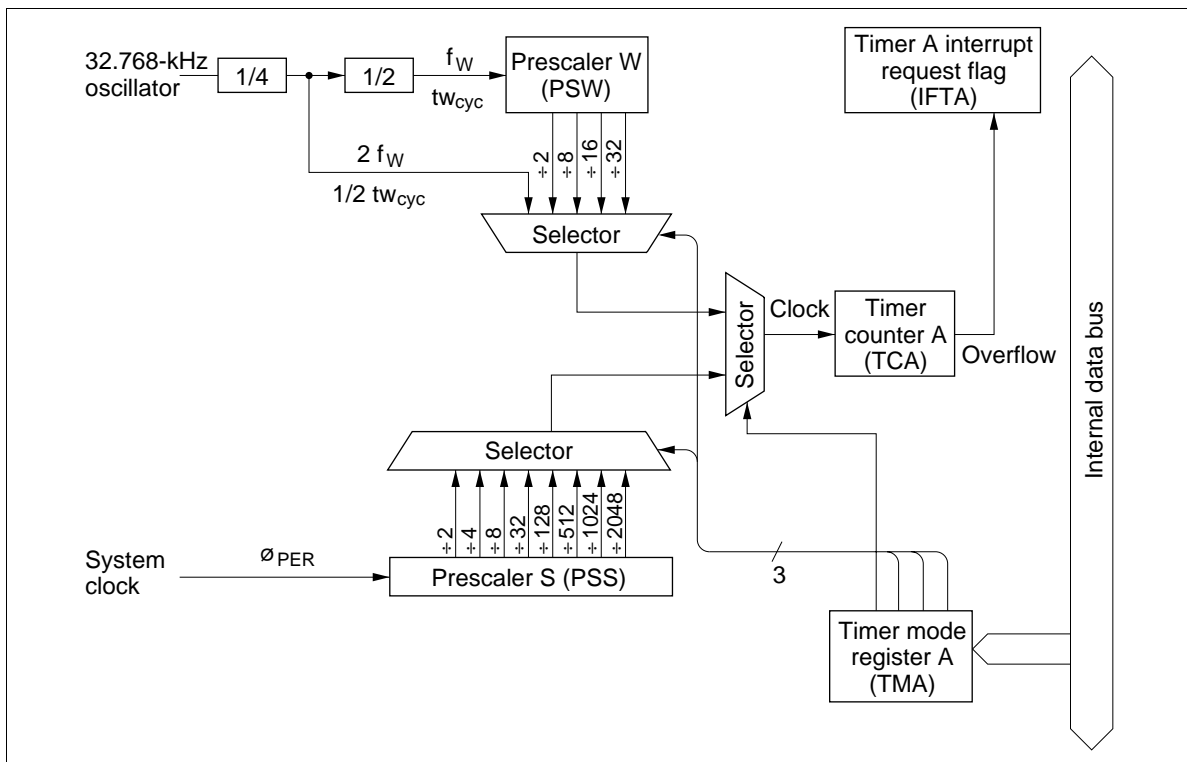 32.768-kHz
oscillator
1/4
1/2
fW
twcyc
Prescaler W
(PSW)
Timer A interrupt
request flag
(IFTA)
2 fW
1/2 twcyc
÷2
÷8
÷16
÷32
Selector
Selector
Clock
Timer
counter A
(TCA)
Overflow
Internal data bus
Selector
÷2
÷4
÷8
÷32
÷128
÷512
÷1024
÷2048
System
clock
øPER
Prescaler S (PSS)
3
Timer mode
register A
(TMA)